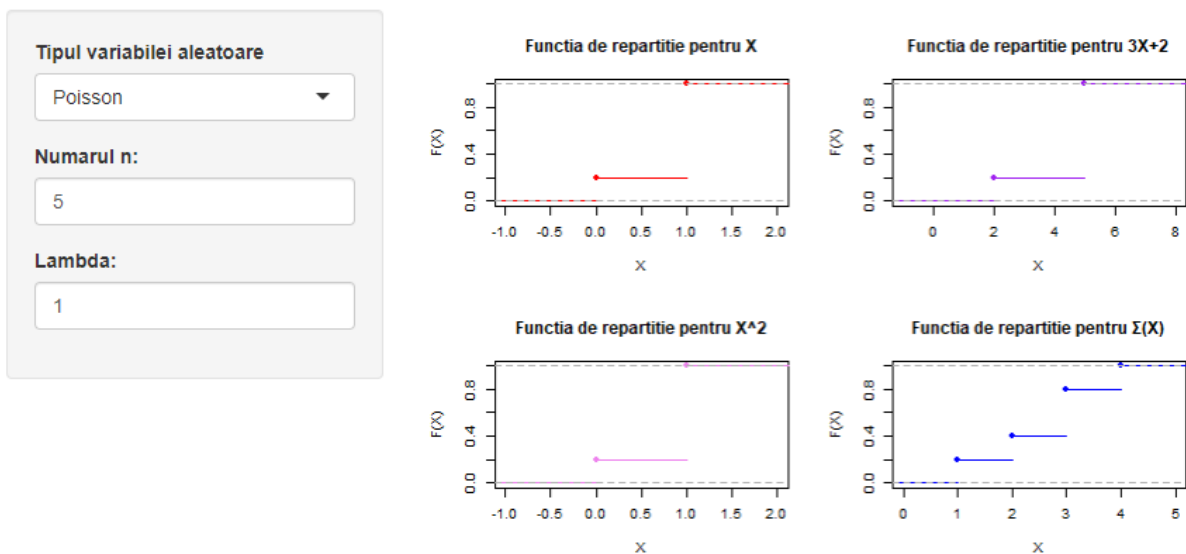 Tipul variabilei aleatoare
Poisson
Numarul n:
5
Lambda:
1
Functia de repartitie pentru X
F(X)
0.0 0.4 0.8
-1.0 -0.5 0.0 0.5 1.0 1.5 2.0
X
Functia de repartitie pentru 3X+2
F(X)
0.0 0.4 0.8
0 2 4 6 8
X
Functia de repartitie pentru X^2
F(X)
0.0 0.4 0.8
-1.0 -0.5 0.0 0.5 1.0 1.5 2.0
X
Functia de repartitie pentru Σ(X)
F(X)
0.0 0.4 0.8
0 1 2 3 4 5
X